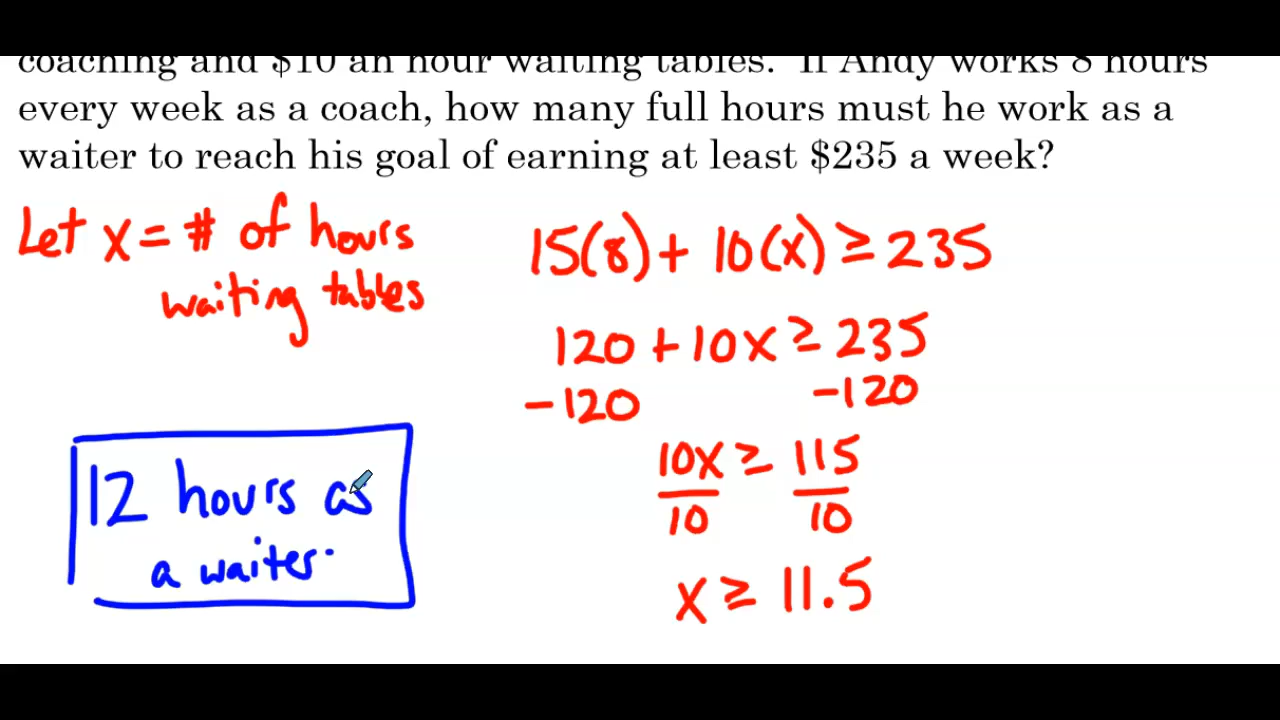 coaching and $10 an hour waiting tables. If Andy works 8 hours
every week as a coach, how many full hours must he work as a
waiter to reach his goal of earning at least $235 a week?
Let x = # of hours
waiting tables
15(8) + 10(x) ≥ 235
120 + 10x ≥ 235
-120 -120
10x ≥ 115
10 10
x ≥ 11.5
12 hours as
a waiter.